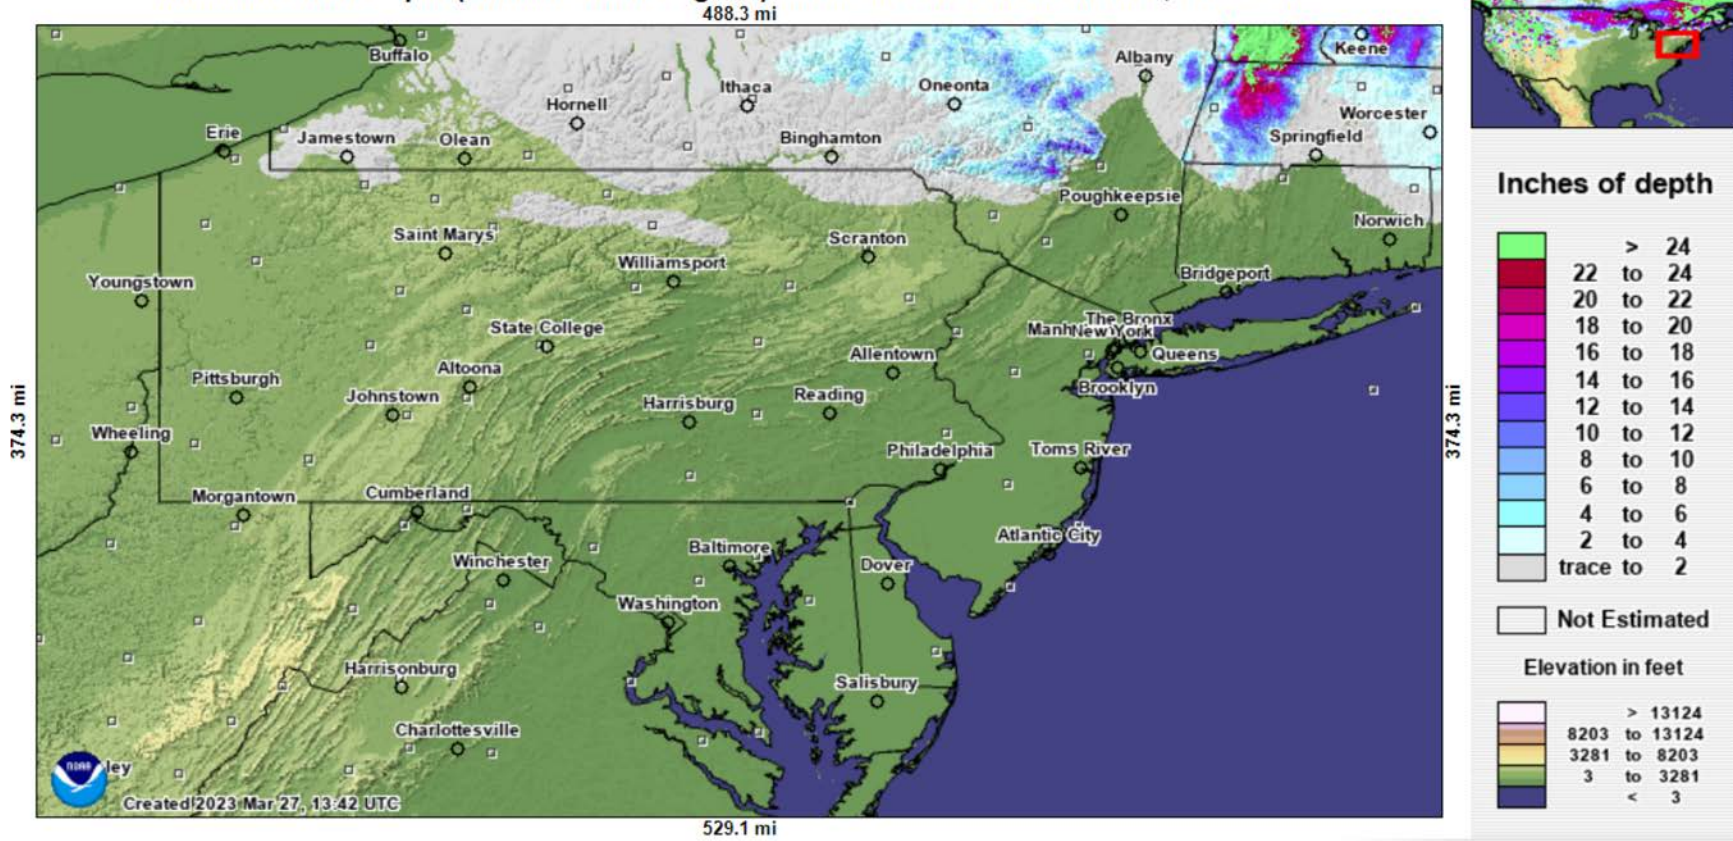 488.3 mi
Buffalo
Albany
Keene
Ithaca
Oneonta
Hornell
Worcester
Erie
Jamestown
Olean
Binghamton
Springfield
Poughkeepsie
Norwich
Saint Marys
Scranton
Williamsport
Youngstown
Bridgeport
State College
The Bronx
New York
Queens
Allentown
Altoona
Pittsburgh
Johnstown
Harrisburg
Reading
Brooklyn
Wheeling
Philadelphia
Toms River
Morgantown
Cumberland
Atlantic City
Winchester
Baltimore
Dover
Washington
Harrisonburg
Salisbury
Charlottesville
NOAA
ley
Created 2023 Mar 27, 13:42 UTC
529.1 mi
374.3 mi
374.3 mi
Inches of depth
> 24
22 to 24
20 to 22
18 to 20
16 to 18
14 to 16
12 to 14
10 to 12
8 to 10
6 to 8
4 to 6
2 to 4
trace to 2
Not Estimated
Elevation in feet
> 13124
8203 to 13124
3281 to 8203
3 to 3281
< 3